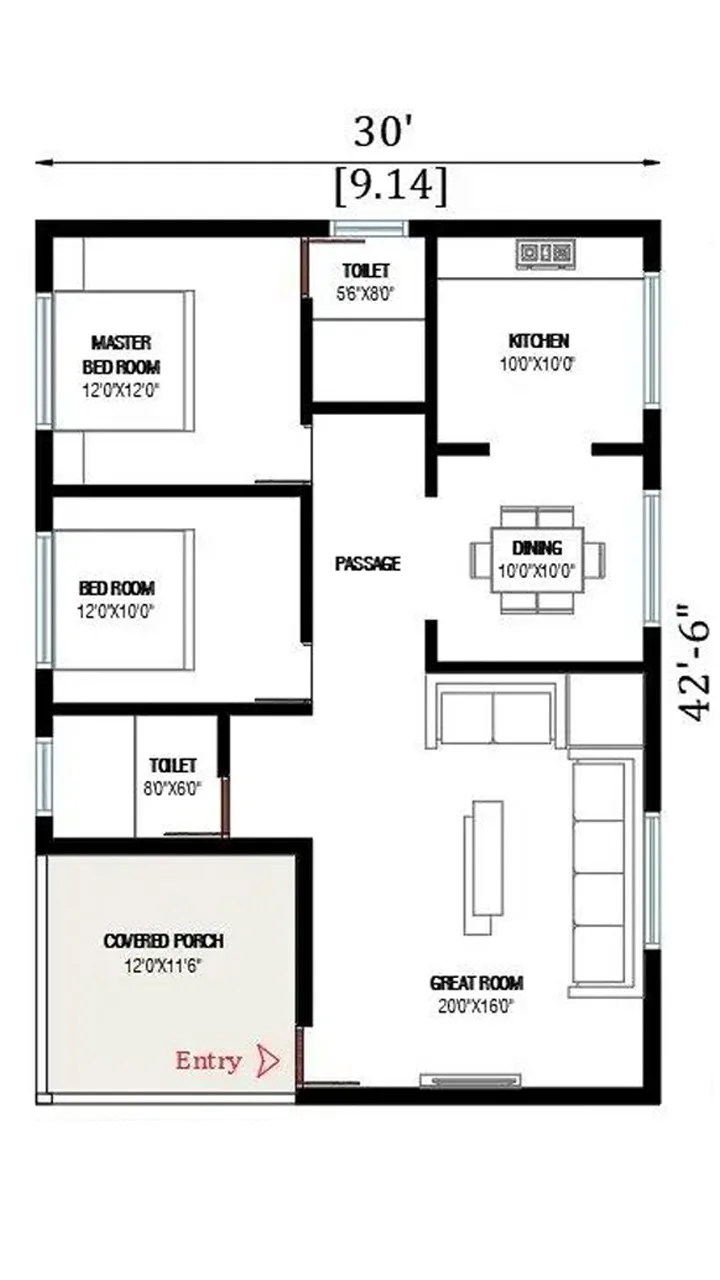 30'
[9.14]
TOILET
5'6"X8'0"
MASTER
BED ROOM
12'0"X12'0"
KITCHEN
10'0"X10'0"
PASSAGE
DINING
10'0"X10'0"
BED ROOM
12'0"X10'0"
42'-6"
TOILET
8'0"X6'0"
COVERED PORCH
12'0"X11'6"
GREAT ROOM
20'0"X16'0"
Entry